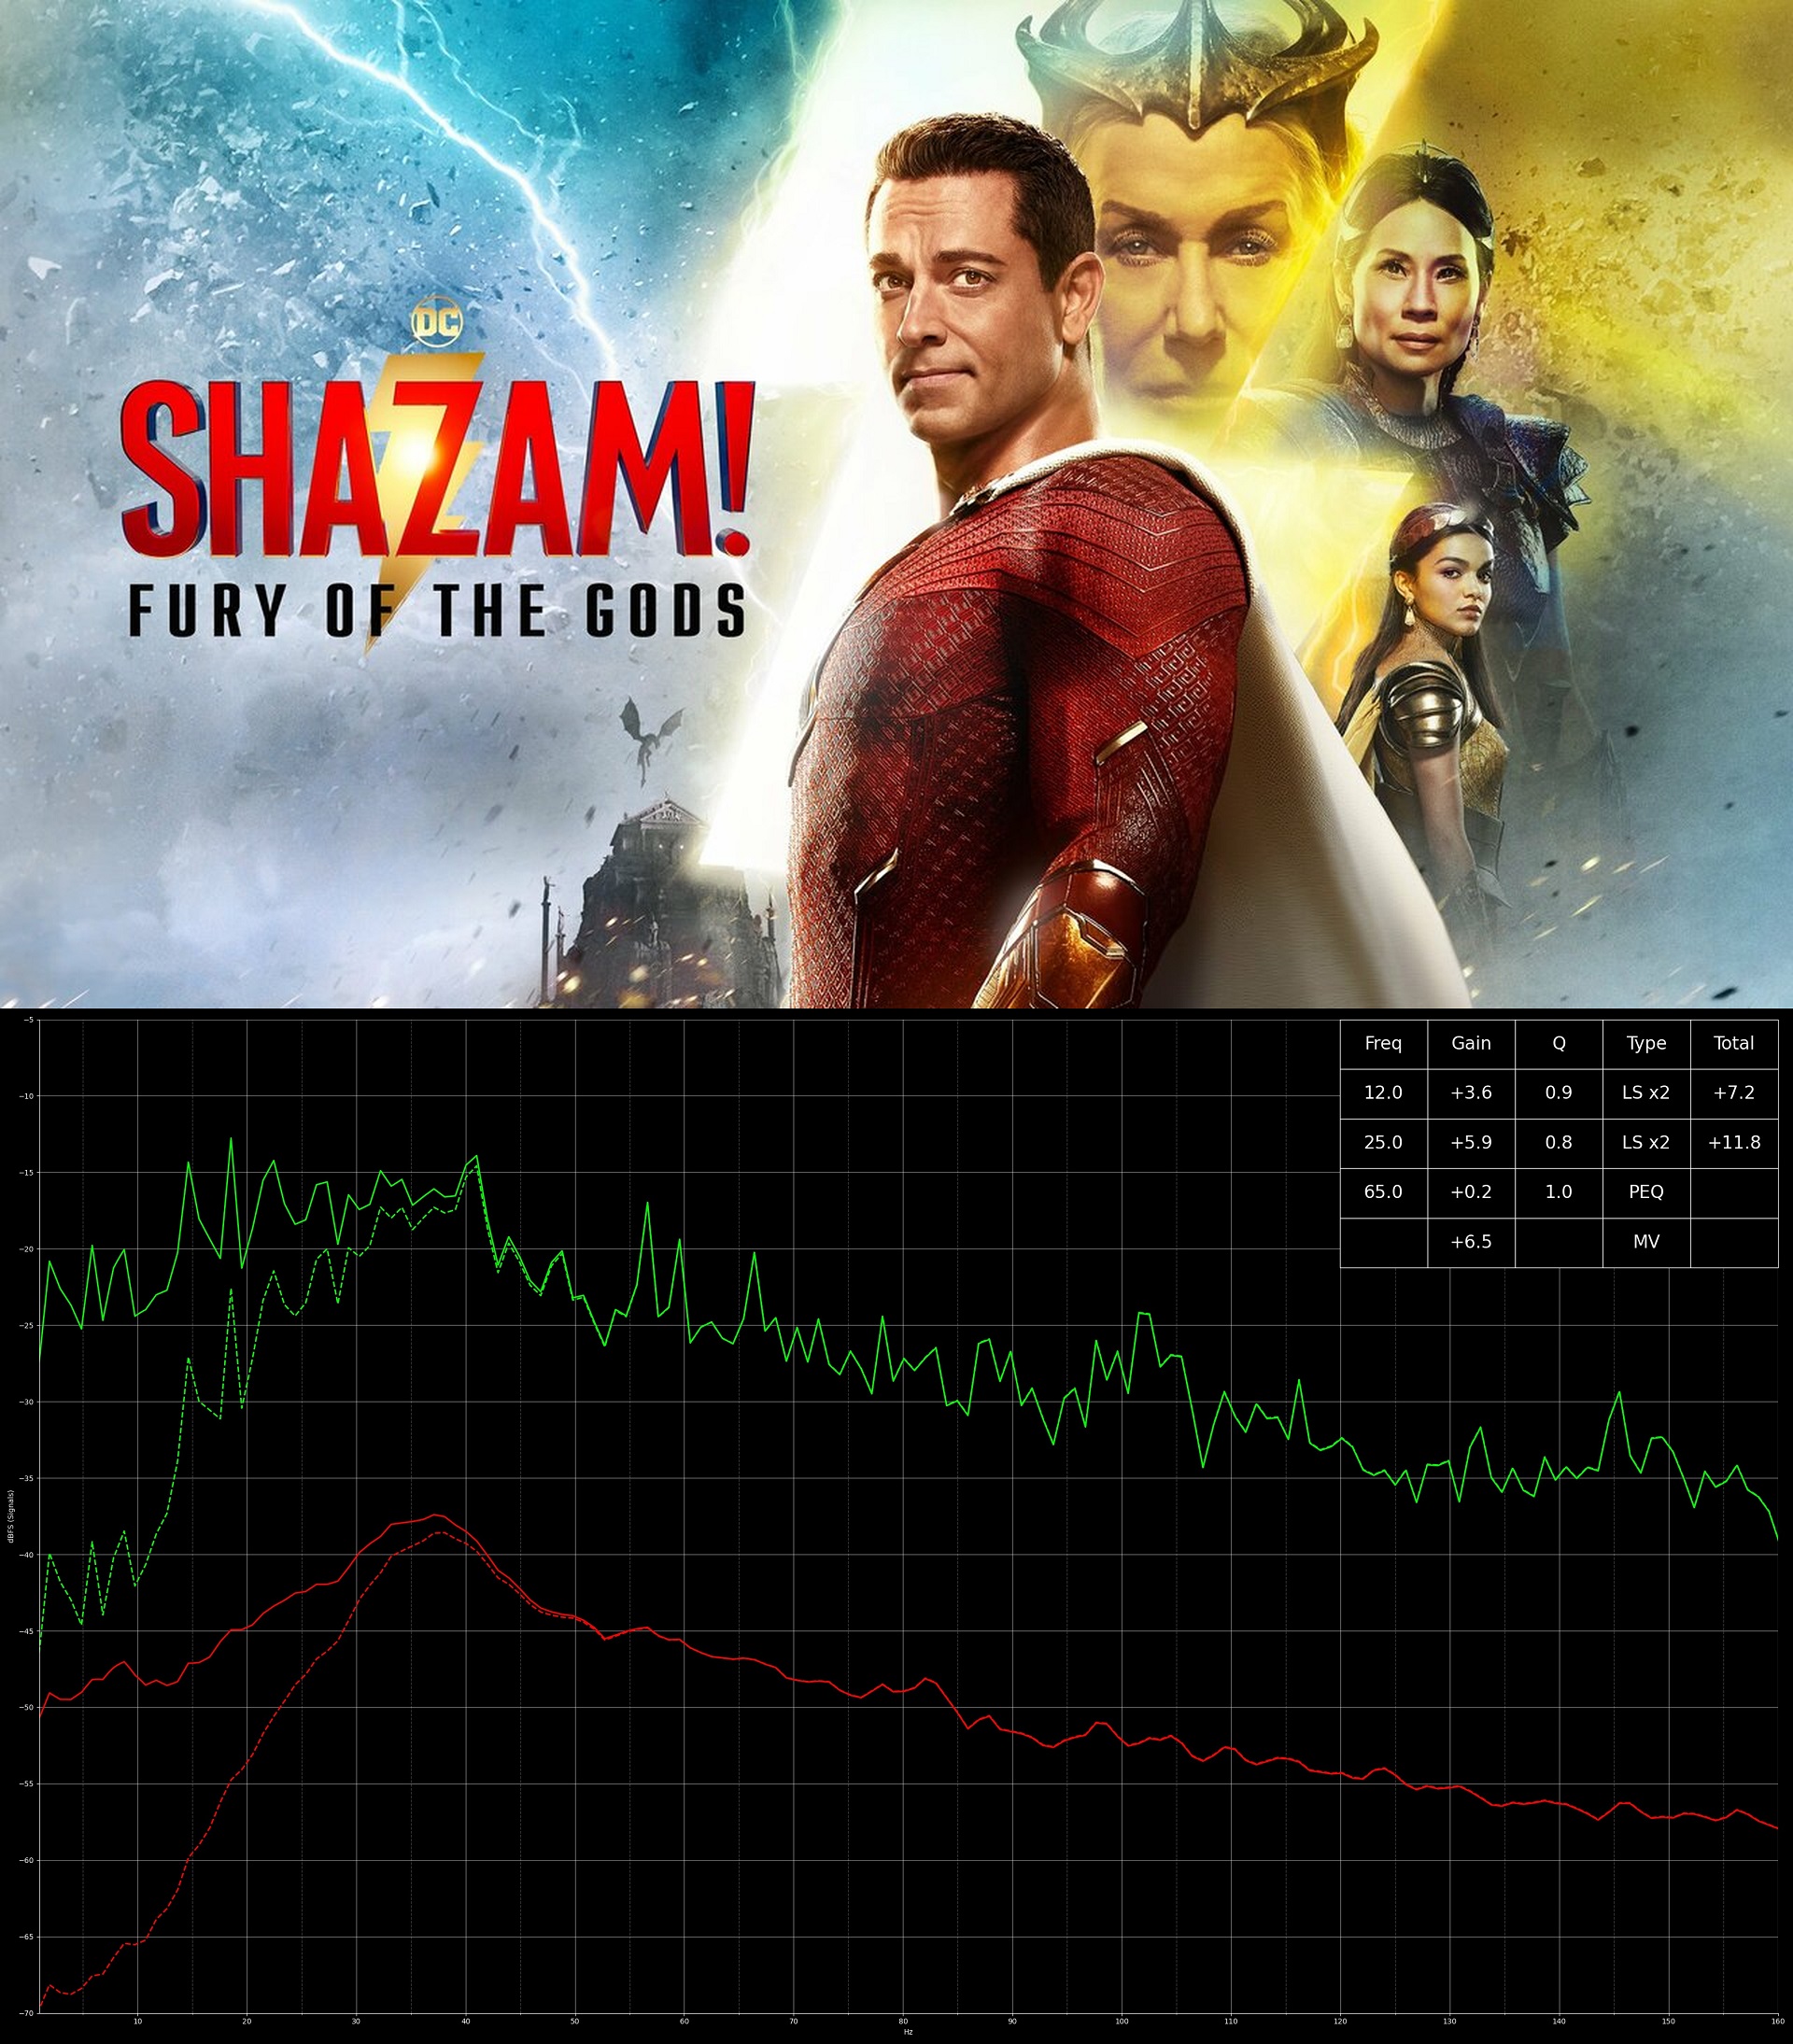 DC
SHAZAM!
FURY OF THE GODS
Freq Gain Q Type Total
12.0 +3.6 0.9 LS x2 +7.2
25.0 +5.9 0.8 LS x2 +11.8
65.0 +0.2 1.0 PEQ
+6.5 MV
−5
−10
−15
−20
−25
−30
−35
−40
−45
−50
−55
−60
−65
−70
dBFS (Signals)
10 20 30 40 50 60 70 80 90 100 110 120 130 140 150 160
Hz